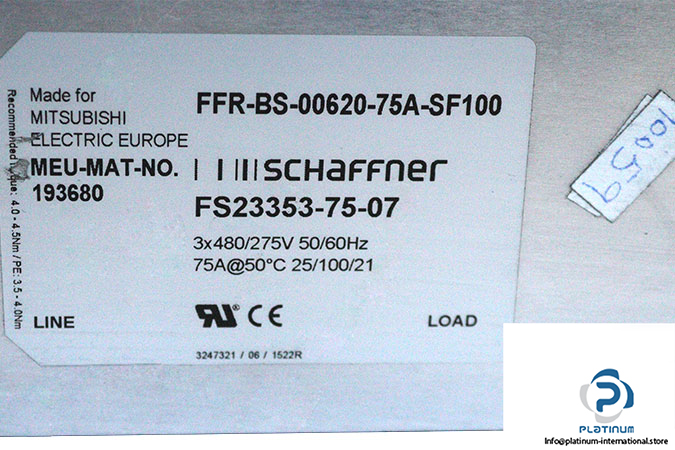 Made for
MITSUBISHI
ELECTRIC EUROPE
MEU-MAT-NO.
193680
FFR-BS-00620-75A-SF100
SCHAFFNER
FS23353-75-07
3x480/275V 50/60Hz
75A@50°C 25/100/21
LINE
LOAD
3247321 / 06 / 1522R
4.0 - 4.5Nm / PE: 3.5 - 4.0Nm
Recommended
10059
PLATINUM
Info@platinum-international.store